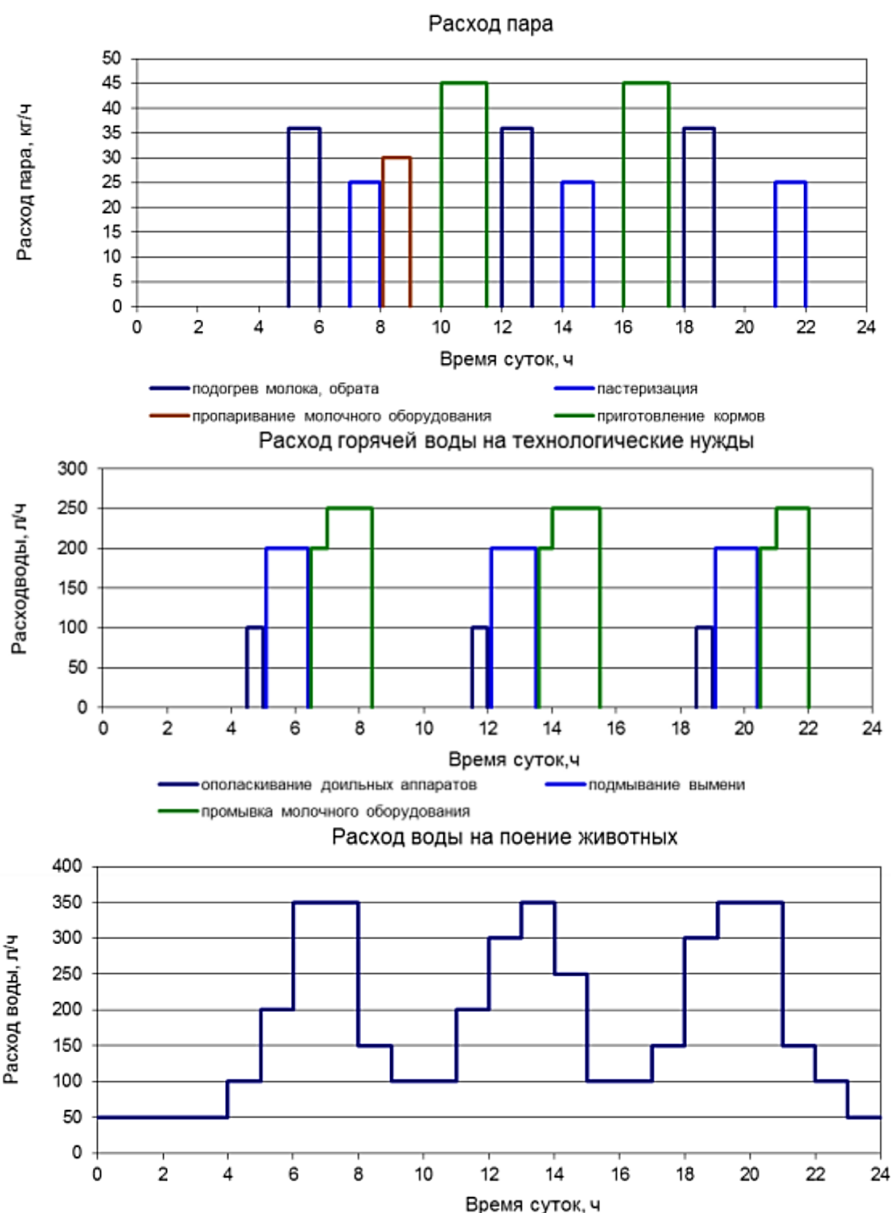 Расход пара
Расход пара, кг/ч
50
45
40
35
30
25
20
15
10
5
0
0 2 4 6 8 10 12 14 16 18 20 22 24
Время суток, ч
подогрев молока, обрата
пастеризация
пропаривание молочного оборудования
приготовление кормов
Расход горячей воды на технологические нужды
Расходводы, л/ч
300
250
200
150
100
50
0
0 2 4 6 8 10 12 14 16 18 20 22 24
Время суток,ч
ополаскивание доильных аппаратов
подмывание вымени
промывка молочного оборудования
Расход воды на поение животных
Расход воды, л/ч
400
350
300
250
200
150
100
50
0
0 2 4 6 8 10 12 14 16 18 20 22 24
Время суток, ч